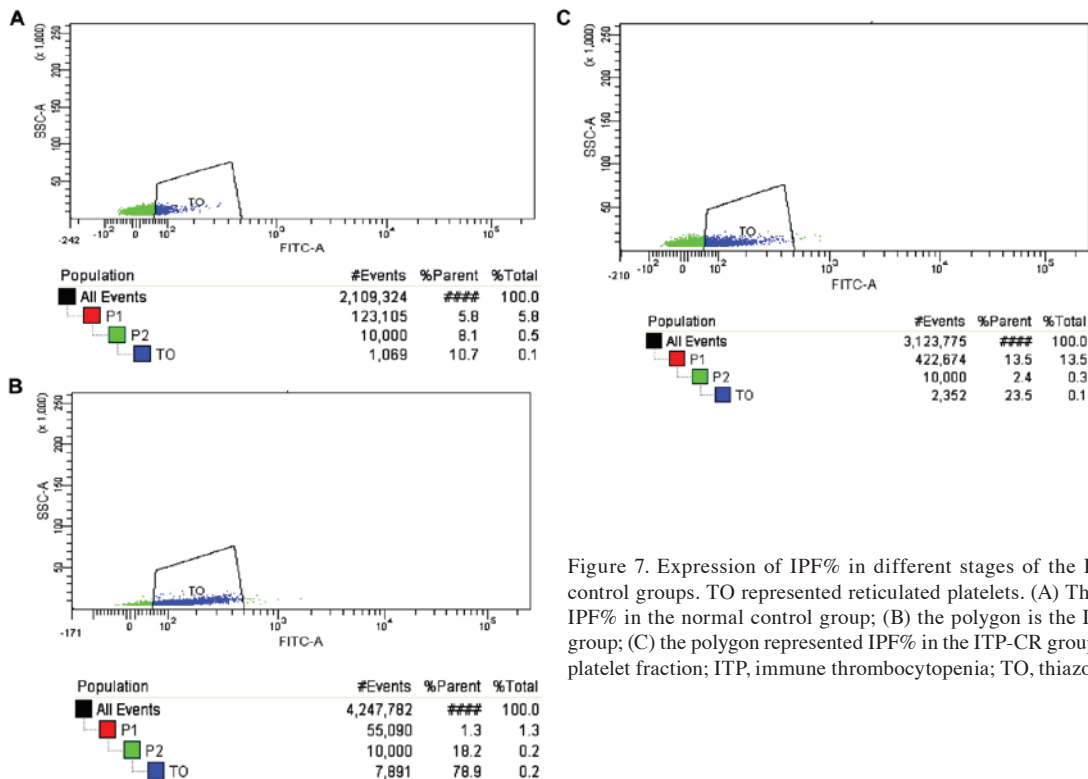 A
(x 1,000)
250
200
150
100
50
SSC-A
TO
-242
-10² 0 10² 10³ 10⁴ 10⁵
FITC-A
Population #Events %Parent %Total
All Events 2,109,324 #### 100.0
P1 123,105 5.8 5.8
P2 10,000 8.1 0.5
TO 1,069 10.7 0.1
B
(x 1,000)
250
200
150
100
50
SSC-A
TO
-171
-10² 0 10² 10³ 10⁴ 10⁵
FITC-A
Population #Events %Parent %Total
All Events 4,247,782 #### 100.0
P1 55,090 1.3 1.3
P2 10,000 18.2 0.2
TO 7,891 78.9 0.2
C
(x 1,000)
250
200
150
100
50
SSC-A
TO
-210
-10² 0 10² 10³ 10⁴ 10⁵
FITC-A
Population #Events %Parent %Total
All Events 3,123,775 #### 100.0
P1 422,674 13.5 13.5
P2 10,000 2.4 0.3
TO 2,352 23.5 0.1
Figure 7. Expression of IPF% in different stages of the
control groups. TO represented reticulated platelets. (A)
IPF% in the normal control group; (B) the polygon is the
group; (C) the polygon represented IPF% in the ITP-CR group
platelet fraction; ITP, immune thrombocytopenia; TO,